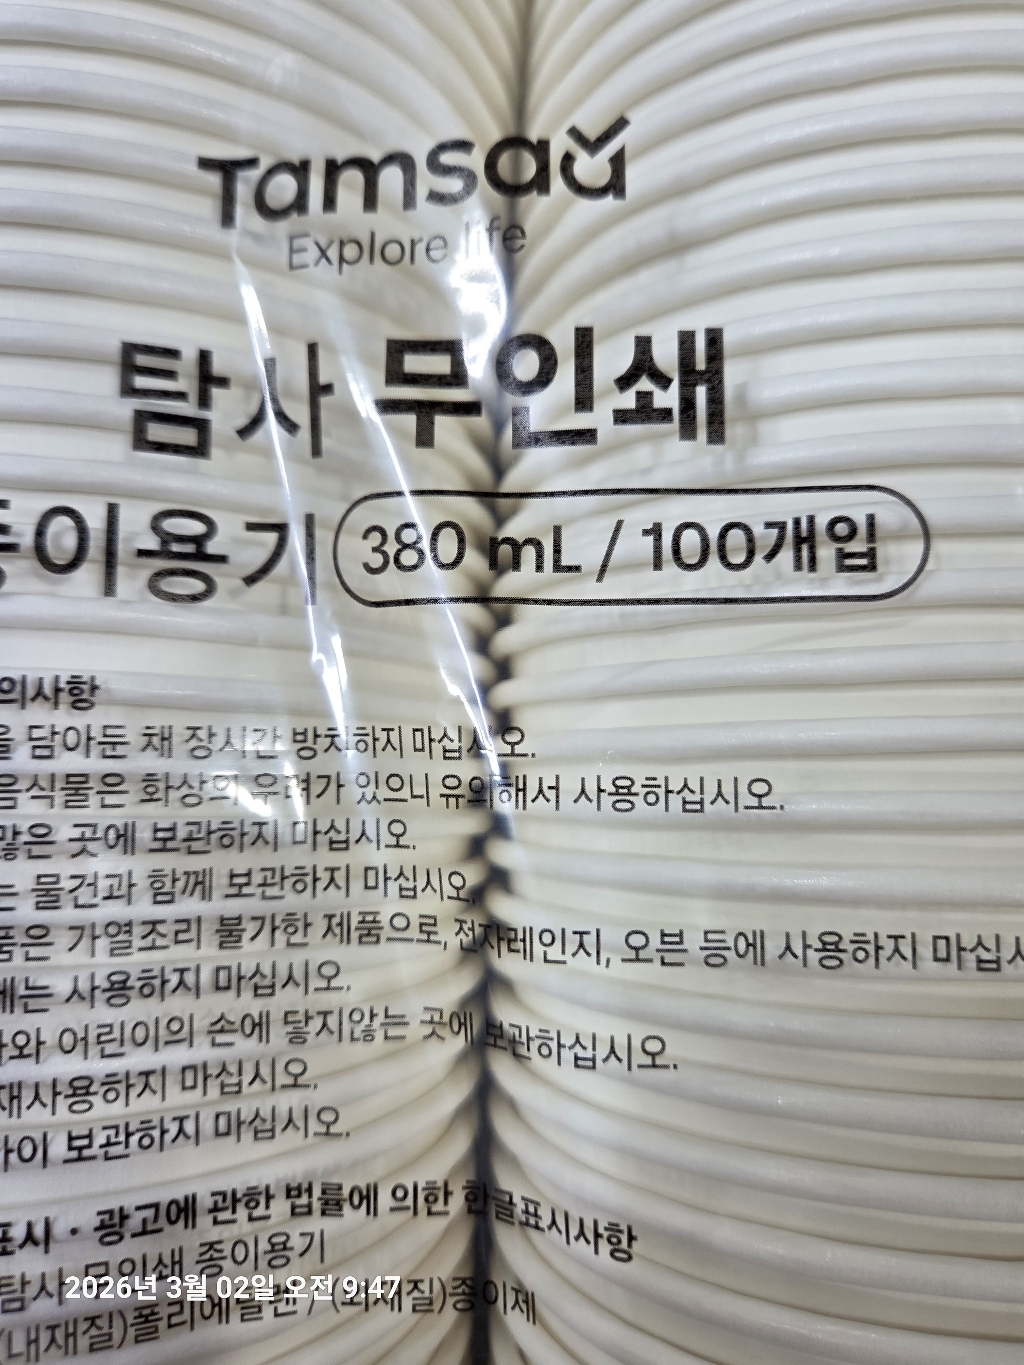 Tamsaa
Explore life
탐사 무인쇄
종이용기 380 mL / 100개입
의사항
을 담아둔 채 장시간 방치하지 마십시오.
음식물은 화상의 우려가 있으니 유의해서 사용하십시오.
많은 곳에 보관하지 마십시오.
는 물건과 함께 보관하지 마십시오.
품은 가열조리 불가한 제품으로, 전자레인지, 오븐 등에 사용하지 마십시
에는 사용하지 마십시오.
와 어린이의 손에 닿지않는 곳에 보관하십시오.
재사용하지 마십시오.
이 보관하지 마십시오.
표시 · 광고에 관한 법률에 의한 한글표시사항
탐사 무인쇄 종이용기
2026년 3월 02일 오전 9:47
(내재질)폴리에틸렌 / (외재질)종이제